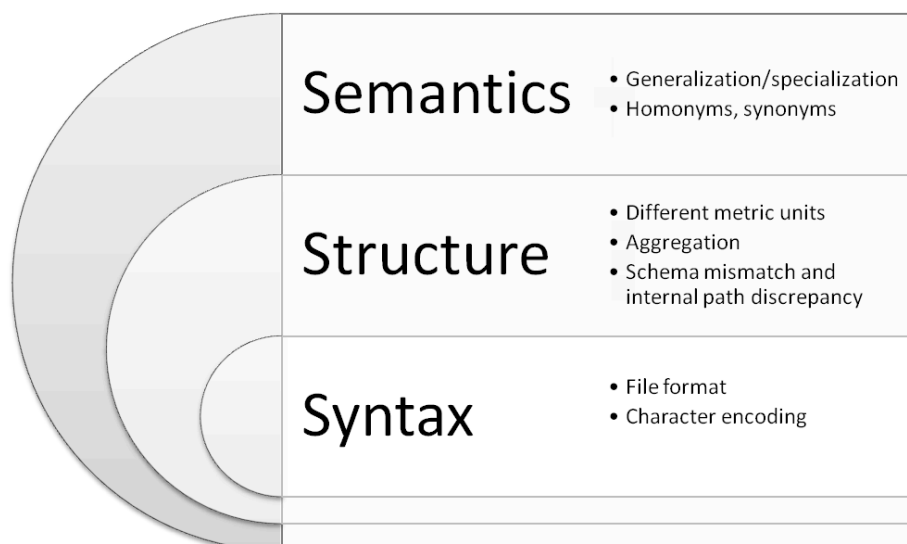 Semantics
• Generalization/specialization
• Homonyms, synonyms
Structure
• Different metric units
• Aggregation
• Schema mismatch and
internal path discrepancy
Syntax
• File format
• Character encoding